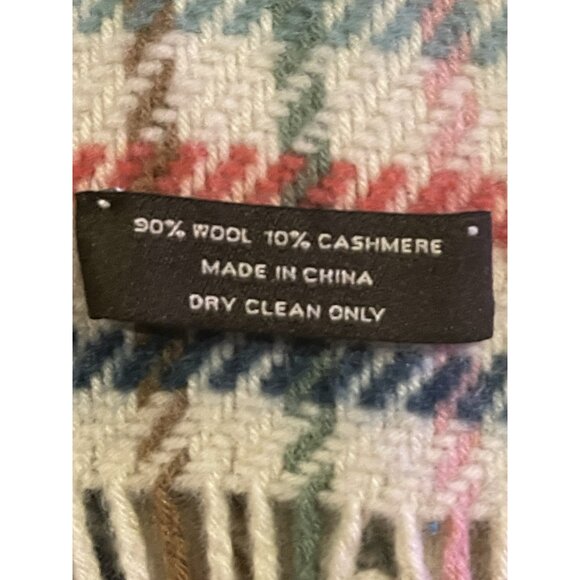 90% WOOL 10% CASHMERE
MADE IN CHINA
DRY CLEAN ONLY